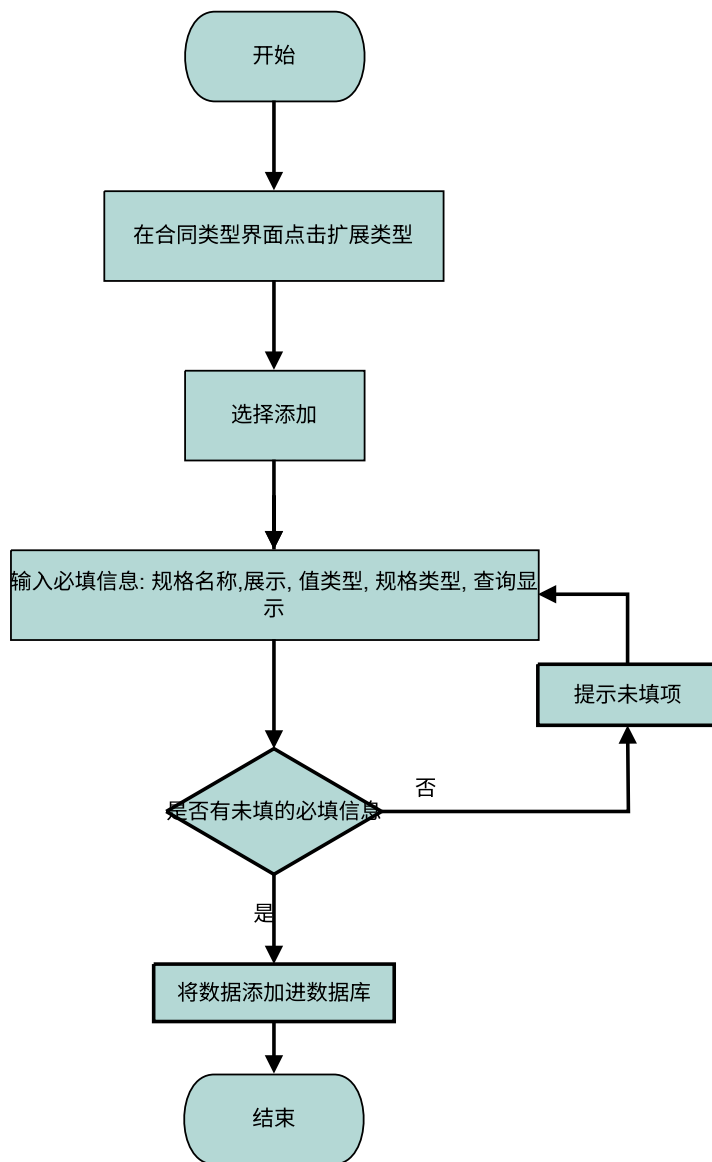 开始
在合同类型界面点击扩展类型
选择添加
输入必填信息: 规格名称,展示, 值类型, 规格类型, 查询显
示
提示未填项
否
是否有未填的必填信息
是
将数据添加进数据库
结束